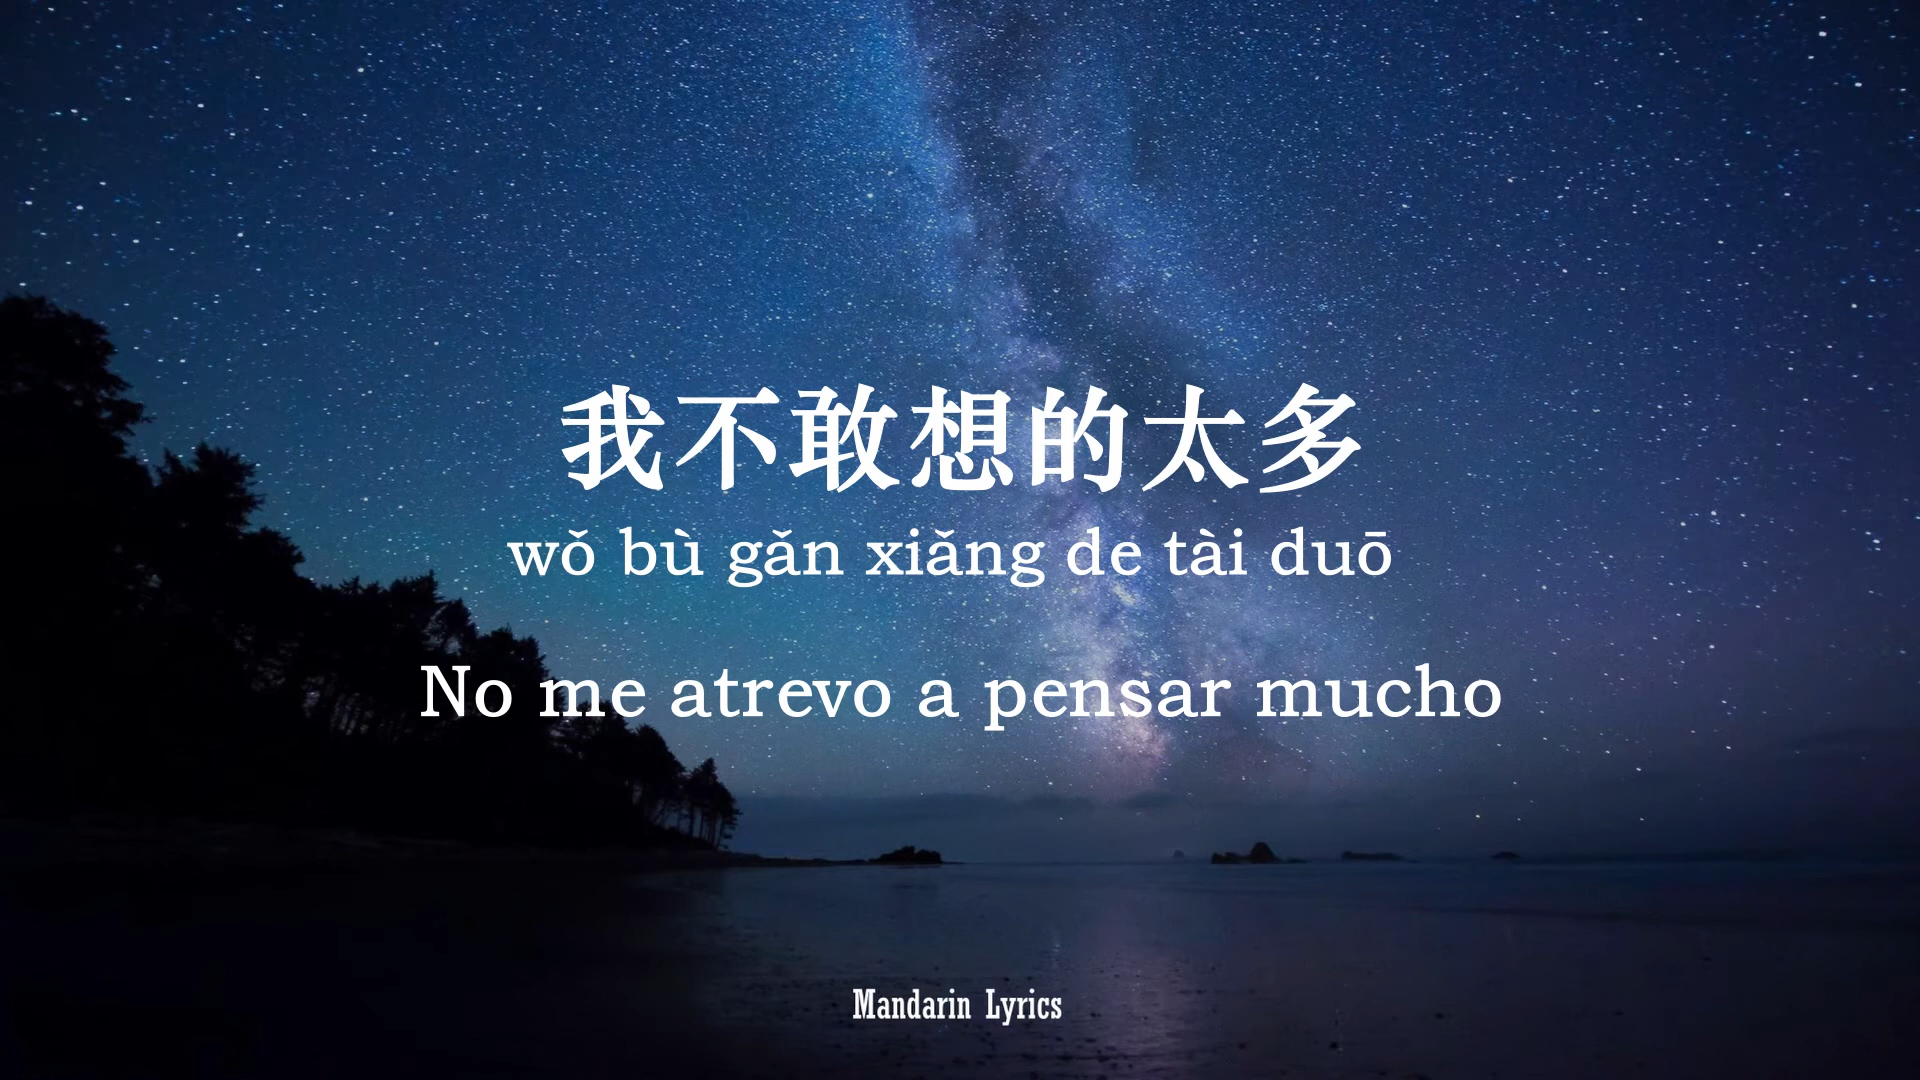 我不敢想的太多
wǒ bù gǎn xiǎng de tài duō
No me atrevo a pensar mucho
Mandarin Lyrics